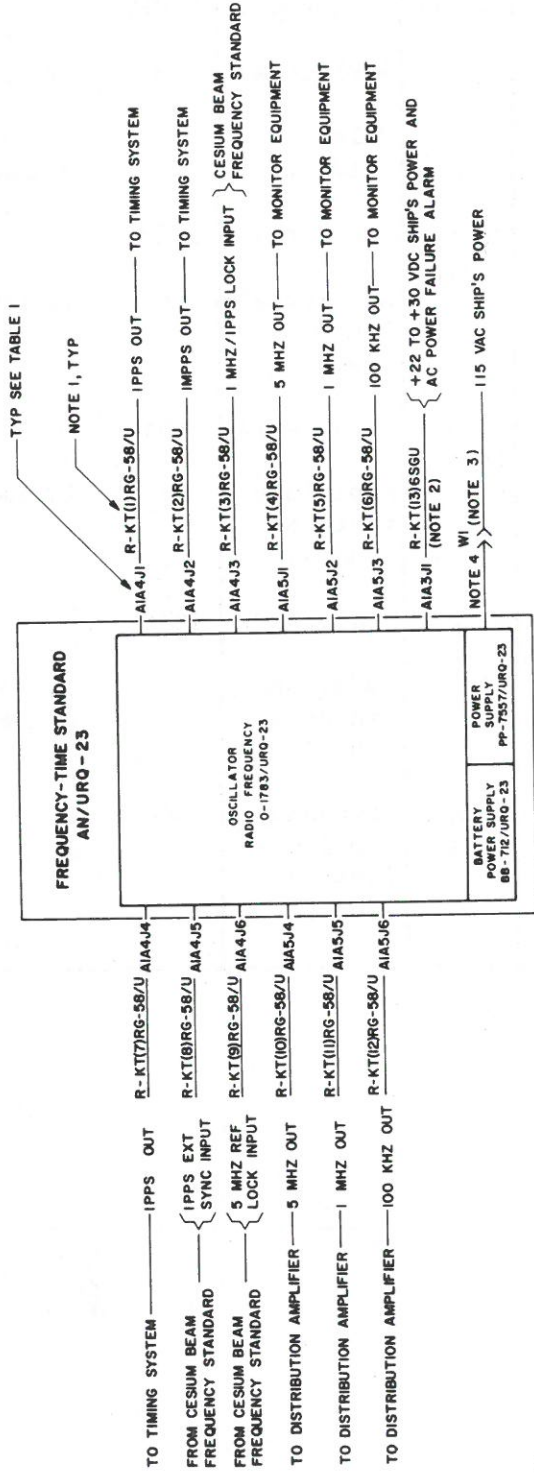 TYP SEE TABLE 1
NOTE 1, TYP
FREQUENCY-TIME STANDARD
AN/URQ-23
OSCILLATOR
RADIO FREQUENCY
O-1783/URQ-23
BATTERY
POWER SUPPLY
BB-712/URQ-23
POWER
SUPPLY
PP-7557/URQ-23
TO TIMING SYSTEM 1PPS OUT R-KT(7)RG-58/U A1A4J4
FROM CESIUM BEAM
FREQUENCY STANDARD
1PPS EXT
SYNC INPUT
R-KT(8)RG-58/U A1A4J5
FROM CESIUM BEAM
FREQUENCY STANDARD
5 MHZ REF
LOCK INPUT
R-KT(9)RG-58/U A1A4J6
TO DISTRIBUTION AMPLIFIER 5 MHZ OUT R-KT(10)RG-58/U A1A5J4
TO DISTRIBUTION AMPLIFIER 1 MHZ OUT R-KT(11)RG-58/U A1A5J5
TO DISTRIBUTION AMPLIFIER 100 KHZ OUT R-KT(12)RG-58/U A1A5J6
A1A4J1 R-KT(1)RG-58/U 1PPS OUT TO TIMING SYSTEM
A1A4J2 R-KT(2)RG-58/U 1MPPS OUT TO TIMING SYSTEM
A1A4J3 R-KT(3)RG-58/U 1 MHZ/1PPS LOCK INPUT
CESIUM BEAM
FREQUENCY STANDARD
A1A5J1 R-KT(4)RG-58/U 5 MHZ OUT TO MONITOR EQUIPMENT
A1A5J2 R-KT(5)RG-58/U 1 MHZ OUT TO MONITOR EQUIPMENT
A1A5J3 R-KT(6)RG-58/U 100 KHZ OUT TO MONITOR EQUIPMENT
A1A3J1 R-KT(13)6SGU
(NOTE 2)
+22 TO +30 VDC SHIP'S POWER AND
AC POWER FAILURE ALARM
NOTE 4 W1 (NOTE 3) 115 VAC SHIP'S POWER